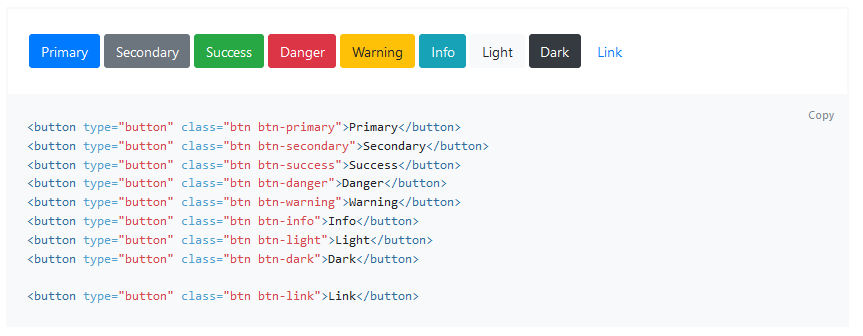 Primary Secondary Success Danger Warning Info Light Dark Link
Copy
<button type="button" class="btn btn-primary">Primary</button>
<button type="button" class="btn btn-secondary">Secondary</button>
<button type="button" class="btn btn-success">Success</button>
<button type="button" class="btn btn-danger">Danger</button>
<button type="button" class="btn btn-warning">Warning</button>
<button type="button" class="btn btn-info">Info</button>
<button type="button" class="btn btn-light">Light</button>
<button type="button" class="btn btn-dark">Dark</button>
<button type="button" class="btn btn-link">Link</button>